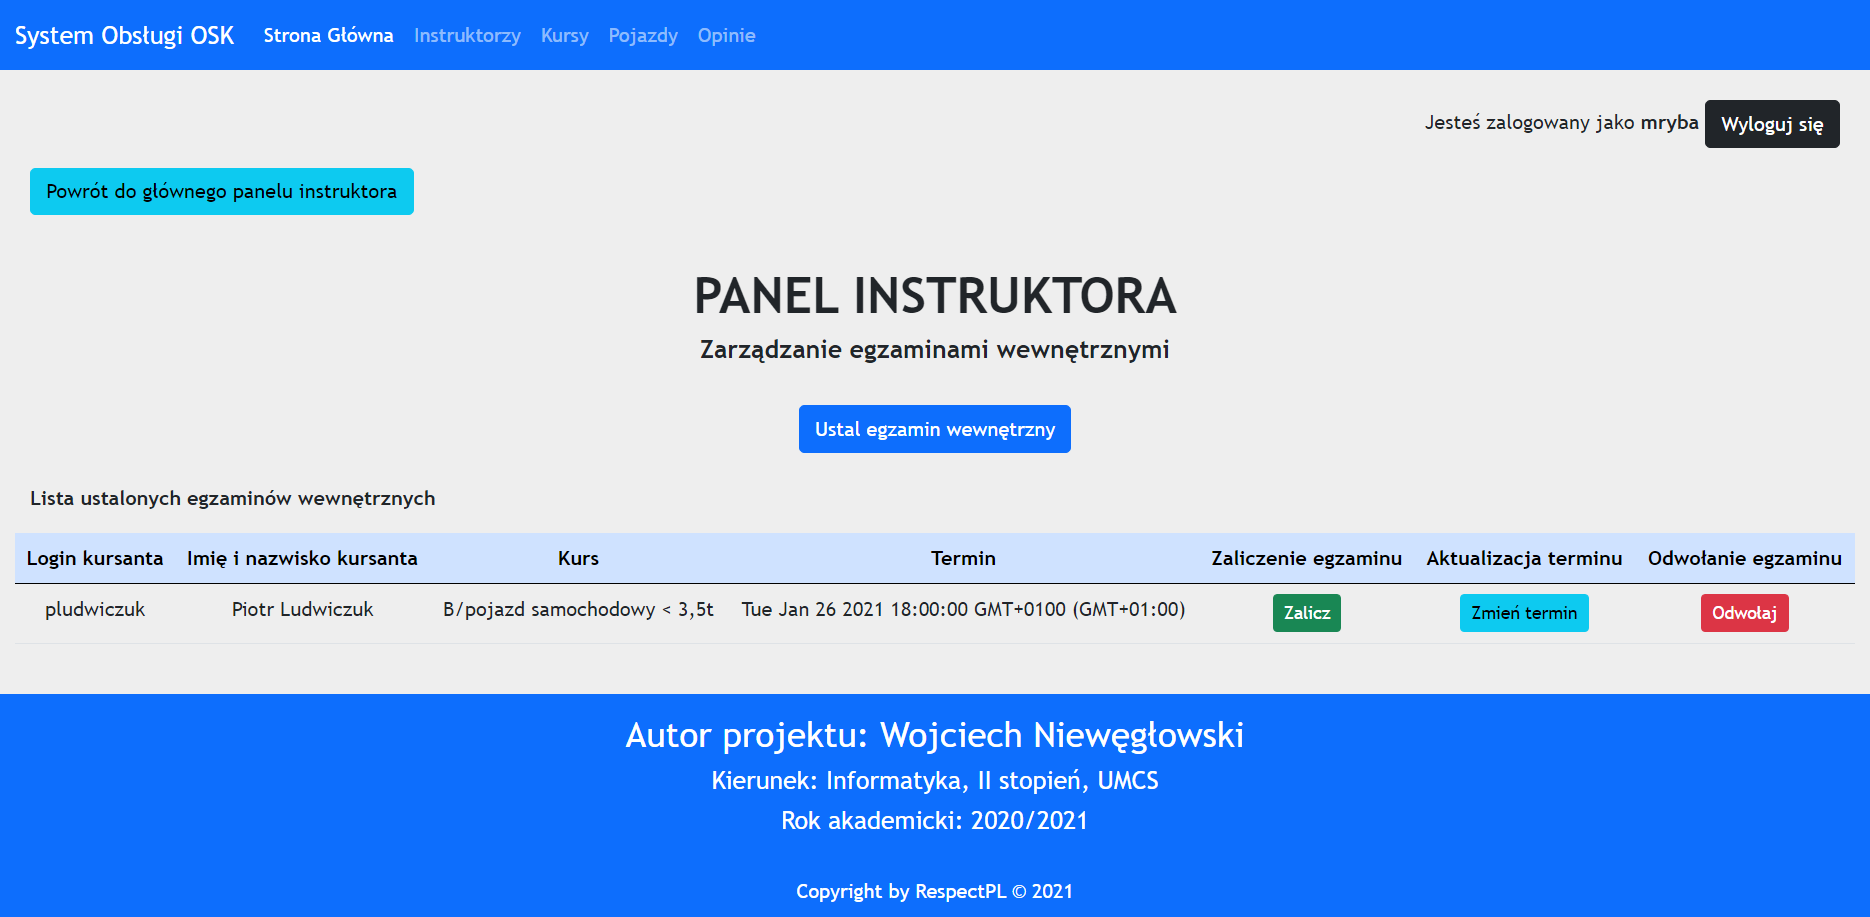 System Obsługi OSK Strona Główna Instruktorzy Kursy Pojazdy Opinie
Jesteś zalogowany jako mryba Wyloguj się
Powrót do głównego panelu instruktora
PANEL INSTRUKTORA
Zarządzanie egzaminami wewnętrznymi
Ustal egzamin wewnętrzny
Lista ustalonych egzaminów wewnętrznych
Login kursanta Imię i nazwisko kursanta Kurs Termin Zaliczenie egzaminu Aktualizacja terminu Odwołanie egzaminu
pludwiczuk Piotr Ludwiczuk B/pojazd samochodowy < 3,5t Tue Jan 26 2021 18:00:00 GMT+0100 (GMT+01:00) Zalicz Zmień termin Odwołaj
Autor projektu: Wojciech Niewęgłowski
Kierunek: Informatyka, II stopień, UMCS
Rok akademicki: 2020/2021
Copyright by RespectPL © 2021